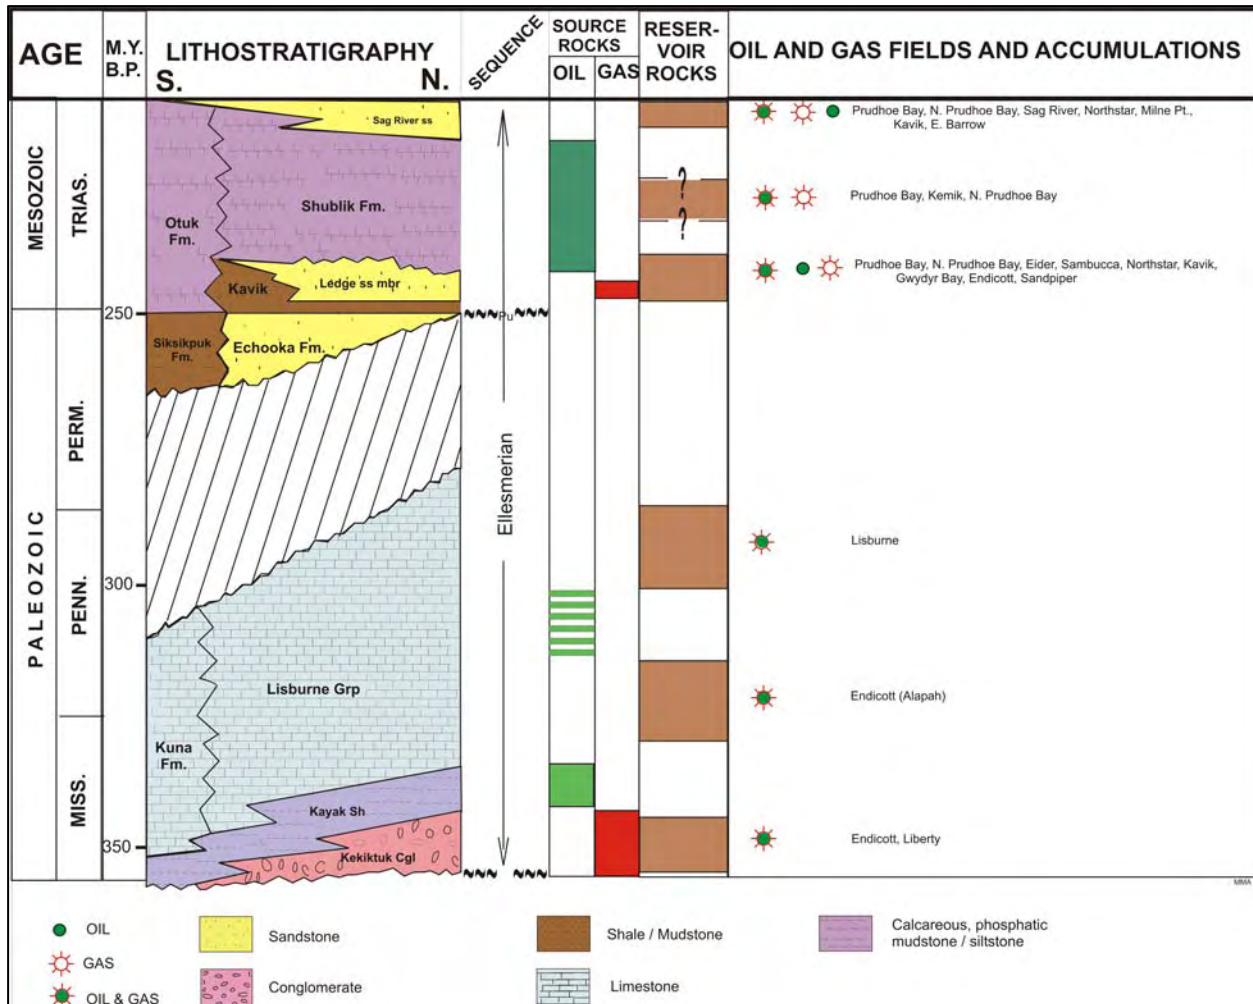 AGE
M.Y.
B.P.
LITHOSTRATIGRAPHY
S. N.
SEQUENCE
SOURCE
ROCKS
OIL GAS
RESER-
VOIR
ROCKS
OIL AND GAS FIELDS AND ACCUMULATIONS
MESOZOIC
TRIAS.
PALEOZOIC
PERM.
PENN.
MISS.
250
300
350
Sag River ss
Shublik Fm.
Otuk
Fm.
Kavik
Ledge ss mbr
Siksikpuk
Fm.
Echooka Fm.
Lisburne Grp
Kuna
Fm.
Kayak Sh
Kekiktuk Cgl
Pu
Ellesmerian
?
?
Prudhoe Bay, N. Prudhoe Bay, Sag River, Northstar, Milne Pt.,
Kavik, E. Barrow
Prudhoe Bay, Kemik, N. Prudhoe Bay
Prudhoe Bay, N. Prudhoe Bay, Eider, Sambucca, Northstar, Kavik,
Gwydyr Bay, Endicott, Sandpiper
Lisburne
Endicott (Alapah)
Endicott, Liberty
MMA
OIL
GAS
OIL & GAS
Sandstone
Conglomerate
Shale / Mudstone
Limestone
Calcareous, phosphatic
mudstone / siltstone